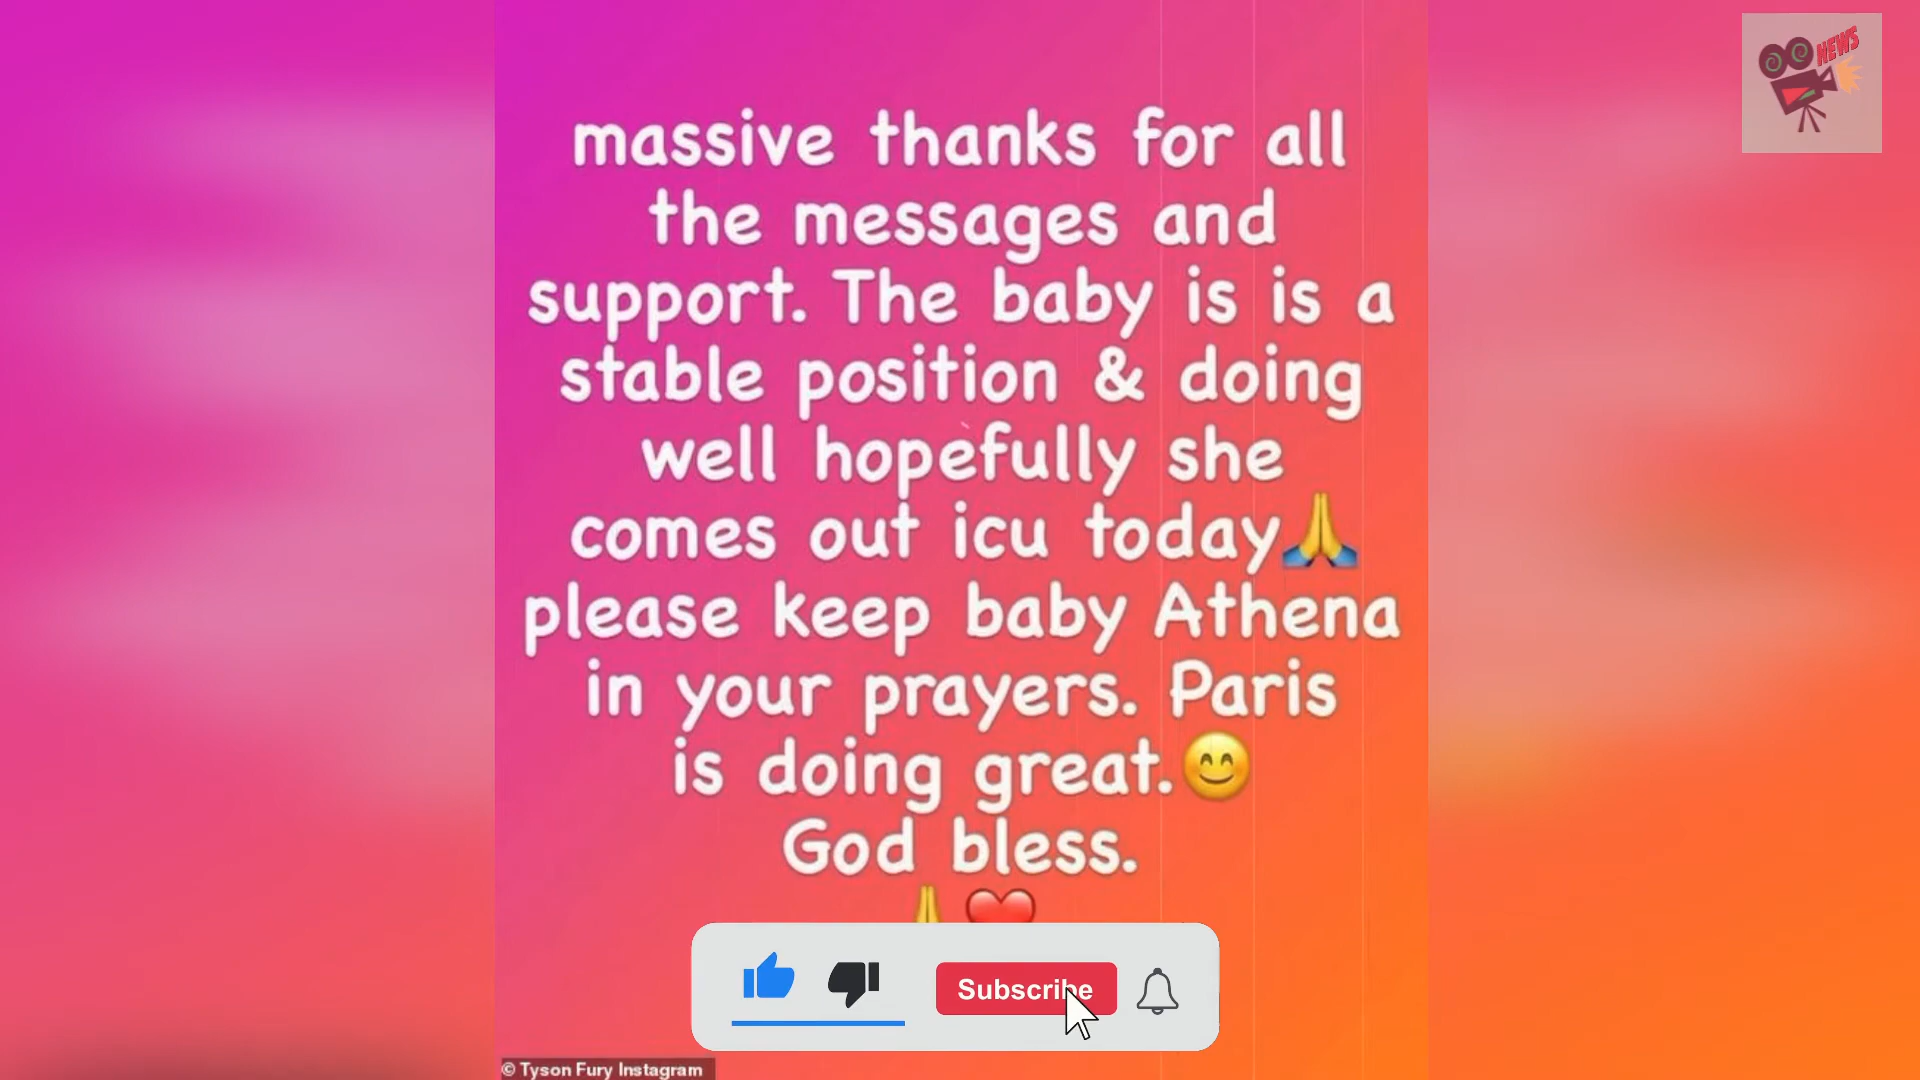 NEWS
massive thanks for all
the messages and
support. The baby is is a
stable position & doing
well hopefully she
comes out icu today🙏
please keep baby Athena
in your prayers. Paris
is doing great.😊
God bless.
🙏❤️
Subscribe
© Tyson Fury Instagram